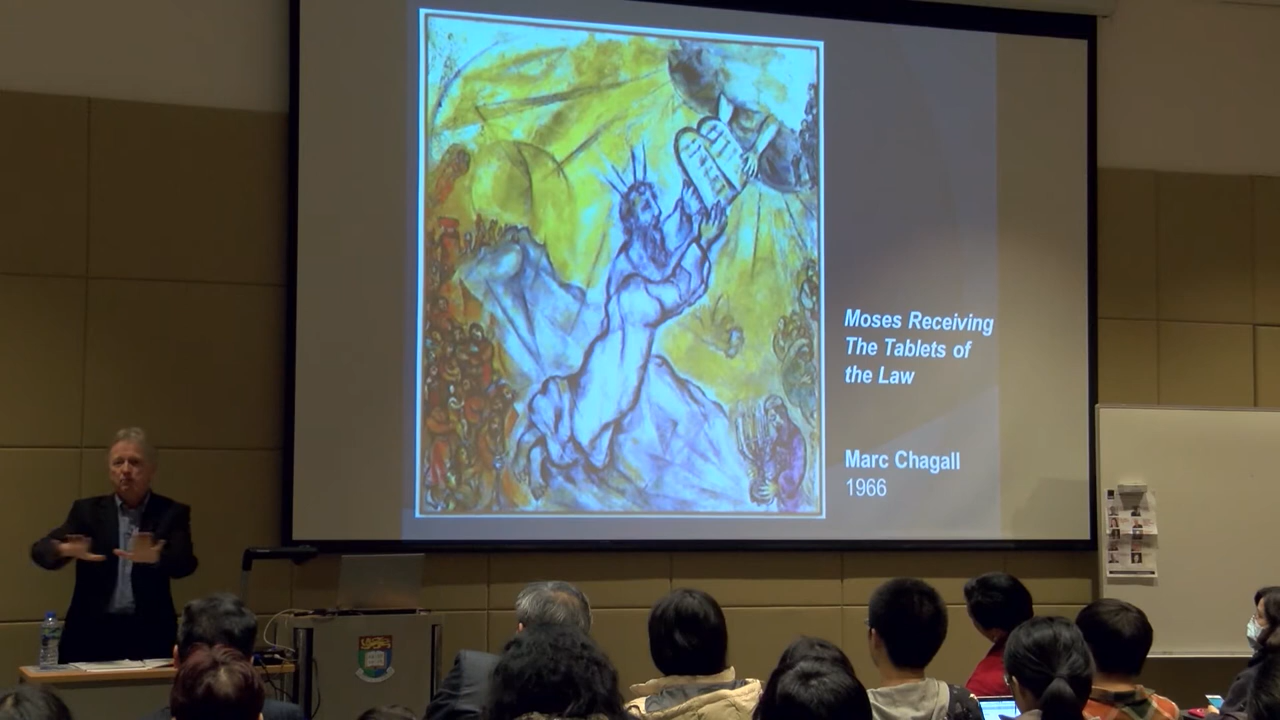 Moses Receiving
The Tablets of
the Law
Marc Chagall
1966